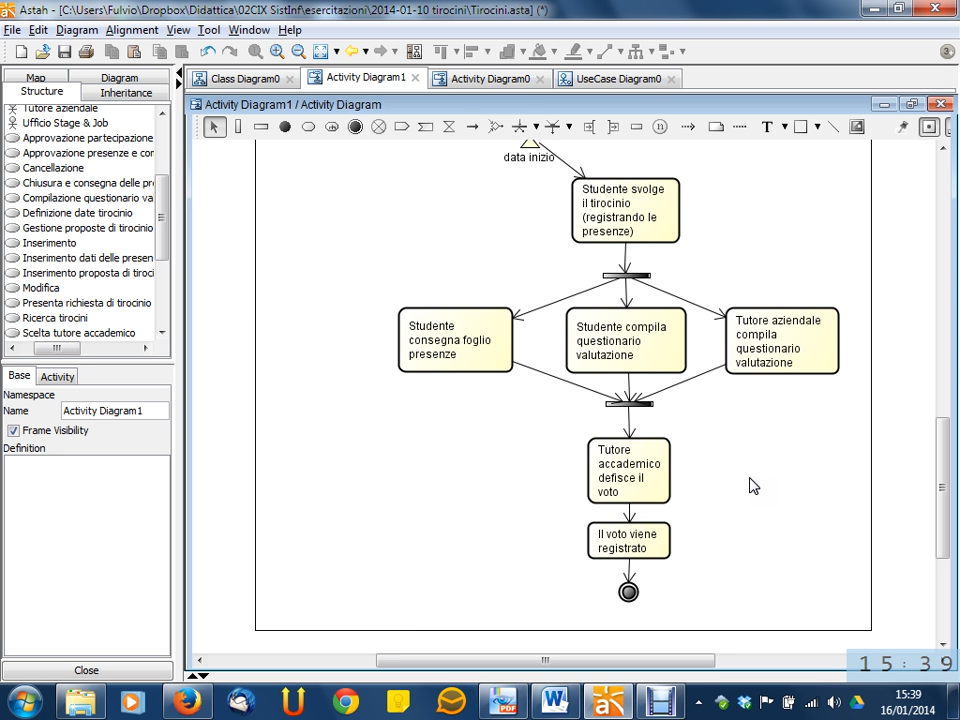 Astah - [C:\Users\Fulvio\Dropbox\Didattica\02CIX SistInf\esercitazioni\2014-01-10 tirocini\Tirocini.asta] (*)
File Edit Diagram Alignment View Tool Window Help
3
Map Diagram
Structure Inheritance
Class Diagram0 Activity Diagram1 Activity Diagram0 UseCase Diagram0
Activity Diagram1 / Activity Diagram
Tutore aziendale
Ufficio Stage & Job
Approvazione partecipazione
Approvazione presenze e cor
Cancellazione
Chiusura e consegna delle pre
Compilazione questionario va
Definizione date tirocinio
Gestione proposte di tirocinio
Inserimento
Inserimento dati delle presen
Inserimento proposta di tiroci
Modifica
Presenta richiesta di tirocinio
Ricerca tirocini
Scelta tutore accademico
Base Activity
Namespace
Name Activity Diagram1
Frame Visibility
Definition
Close
T
data inizio
Studente svolge
il tirocinio
(registrando le
presenze)
Studente
consegna foglio
presenze
Studente compila
questionario
valutazione
Tutore aziendale
compila
questionario
valutazione
Tutore
accademico
defisce il
voto
Il voto viene
registrato
15:39
PDF
W
15:39
16/01/2014